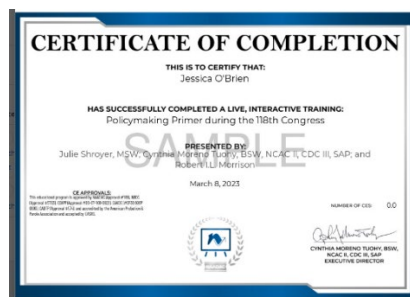 CERTIFICATE OF COMPLETION
THIS IS TO CERTIFY THAT:
Jessica O'Brien
HAS SUCCESSFULLY COMPLETED A LIVE, INTERACTIVE TRAINING:
Policymaking Primer during the 118th Congress
SAMPLE
PRESENTED BY:
Julie Shroyer, MSW, Cynthia Moreno Tuohy, BSW, NCAC II, CDC III, SAP; and
Robert I.L. Morrison
March 8, 2023
CE APPROVALS:
NUMBER OF CES: 0.0
CYNTHIA MORENO TUOHY, BSW,
NCAC II, CDC III, SAP
EXECUTIVE DIRECTOR